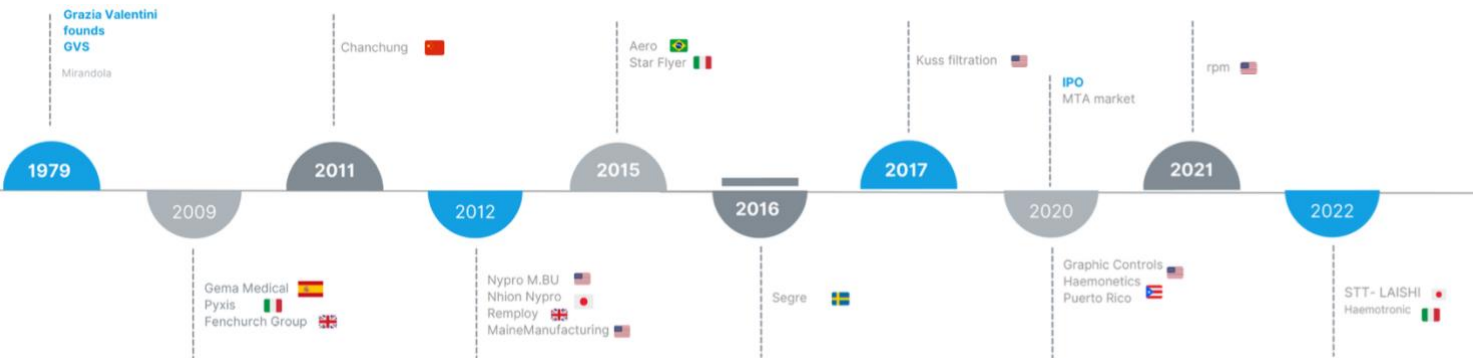 Grazia Valentini
founds
GVS
Mirandola
1979
2009
Gema Medical
Pyxis
Fenchurch Group
Chanchung
2011
2012
Nypro M.BU
Nhion Nypro
Remploy
MaineManufacturing
Aero
Star Flyer
2015
2016
Segre
Kuss filtration
2017
IPO
MTA market
2020
Graphic Controls
Haemonetics
Puerto Rico
rpm
2021
2022
STT- LAISHI
Haemotronic